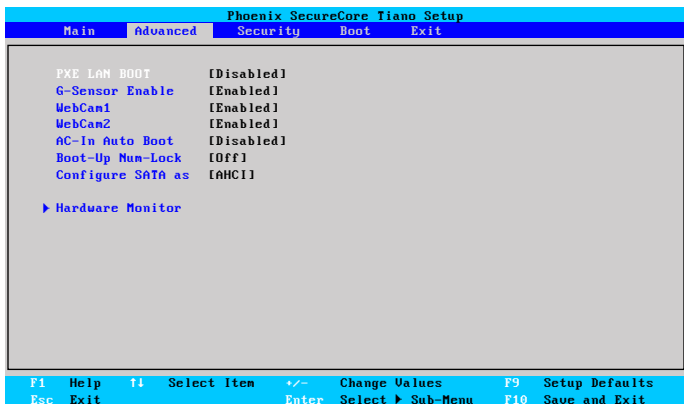 Phoenix SecureCore Tiano Setup
Main Advanced Security Boot Exit
PXE LAN BOOT [Disabled]
G-Sensor Enable [Enabled]
WebCam1 [Enabled]
WebCam2 [Enabled]
AC-In Auto Boot [Disabled]
Boot-Up Num-Lock [Off]
Configure SATA as [AHCI]
Hardware Monitor
F1 Help ↑↓ Select Item +/- Change Values F9 Setup Defaults
Esc Exit Enter Select ▶ Sub-Menu F10 Save and Exit